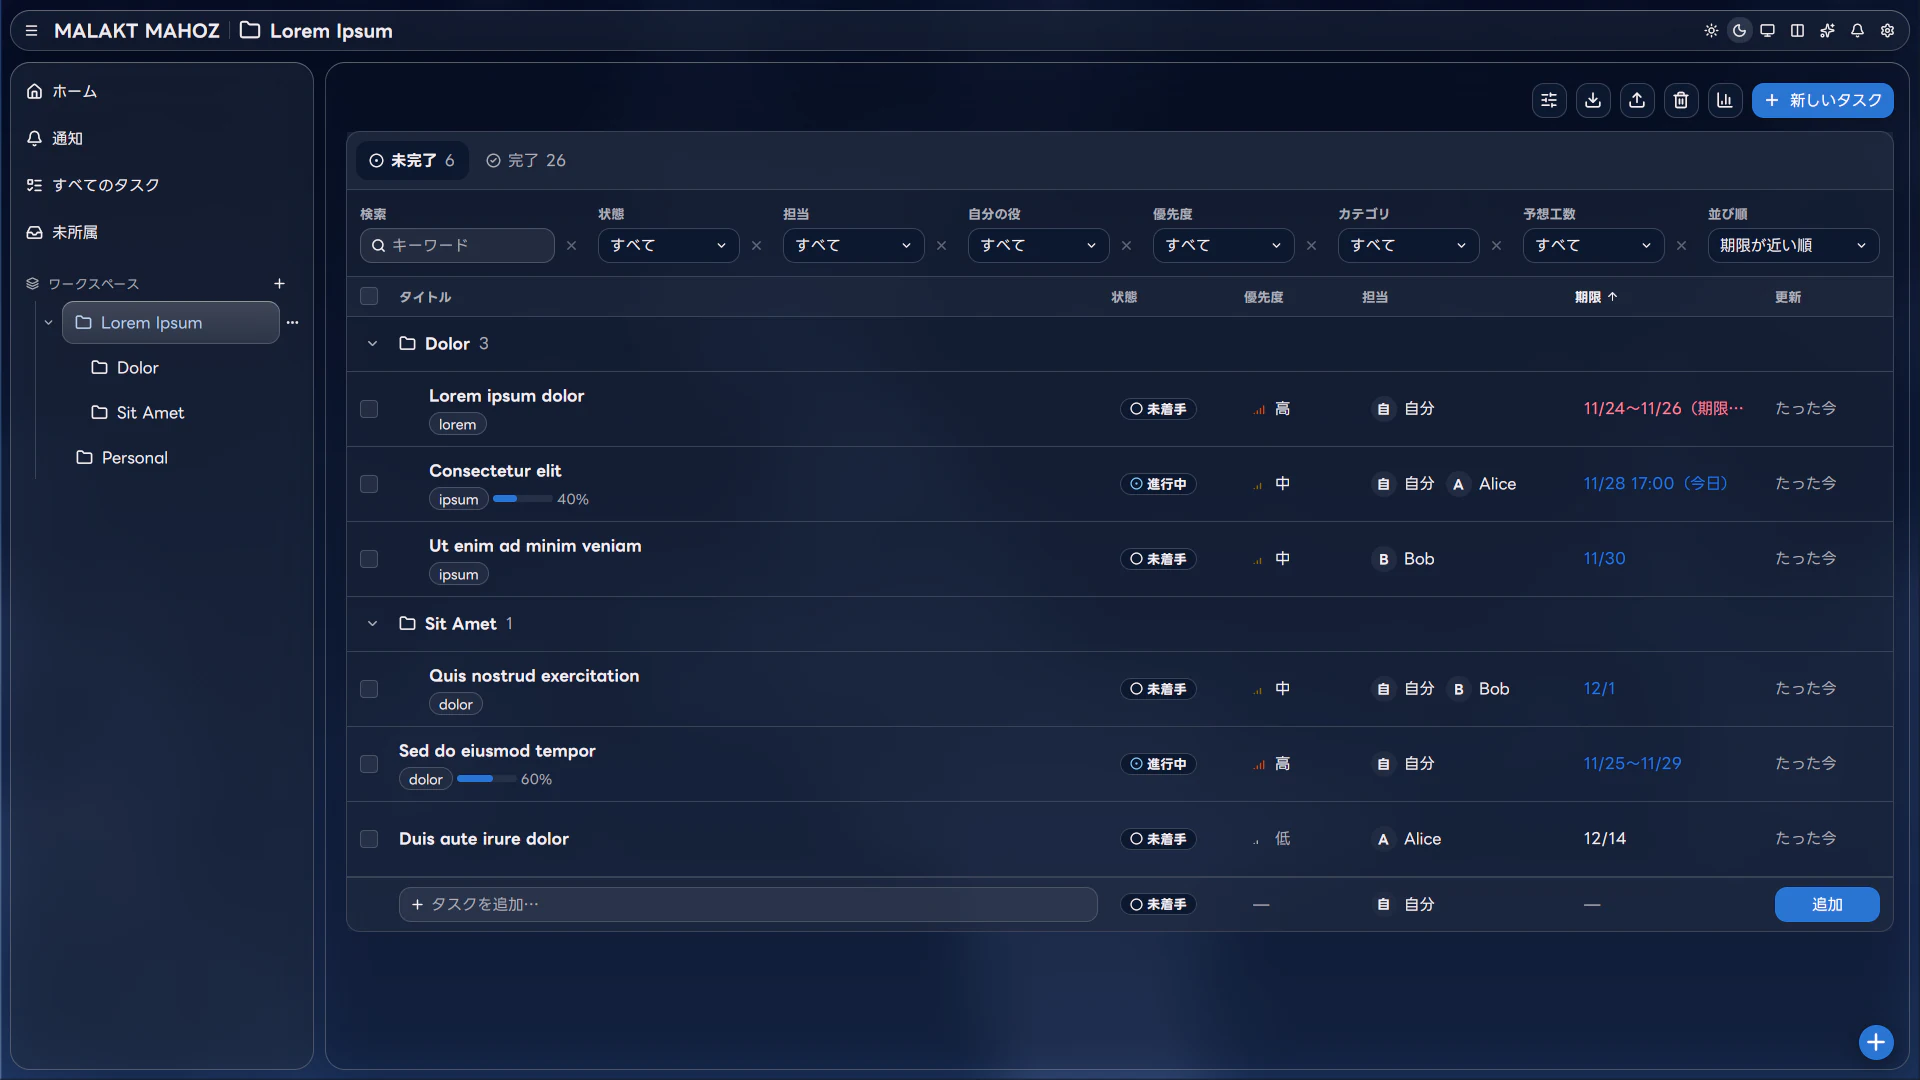 MALAKT MAHOZ
Lorem Ipsum
ホーム
通知
すべてのタスク
未所属
ワークスペース
Lorem Ipsum
Dolor
Sit Amet
Personal
新しいタスク
未完了 6
完了 26
検索 状態 担当 自分の役 優先度 カテゴリ 予想工数 並び順
キーワード すべて すべて すべて すべて すべて すべて 期限が近い順
タイトル 状態 優先度 担当 期限 更新
Dolor 3
Lorem ipsum dolor
lorem
未着手 高 自 自分 11/24〜11/26（期限… たった今
Consectetur elit
ipsum 40%
進行中 中 自 自分 A Alice 11/28 17:00（今日） たった今
Ut enim ad minim veniam
ipsum
未着手 中 B Bob 11/30 たった今
Sit Amet 1
Quis nostrud exercitation
dolor
未着手 中 自 自分 B Bob 12/1 たった今
Sed do eiusmod tempor
dolor 60%
進行中 高 自 自分 11/25〜11/29 たった今
Duis aute irure dolor
未着手 低 A Alice 12/14 たった今
タスクを追加… 未着手 — 自 自分 — 追加